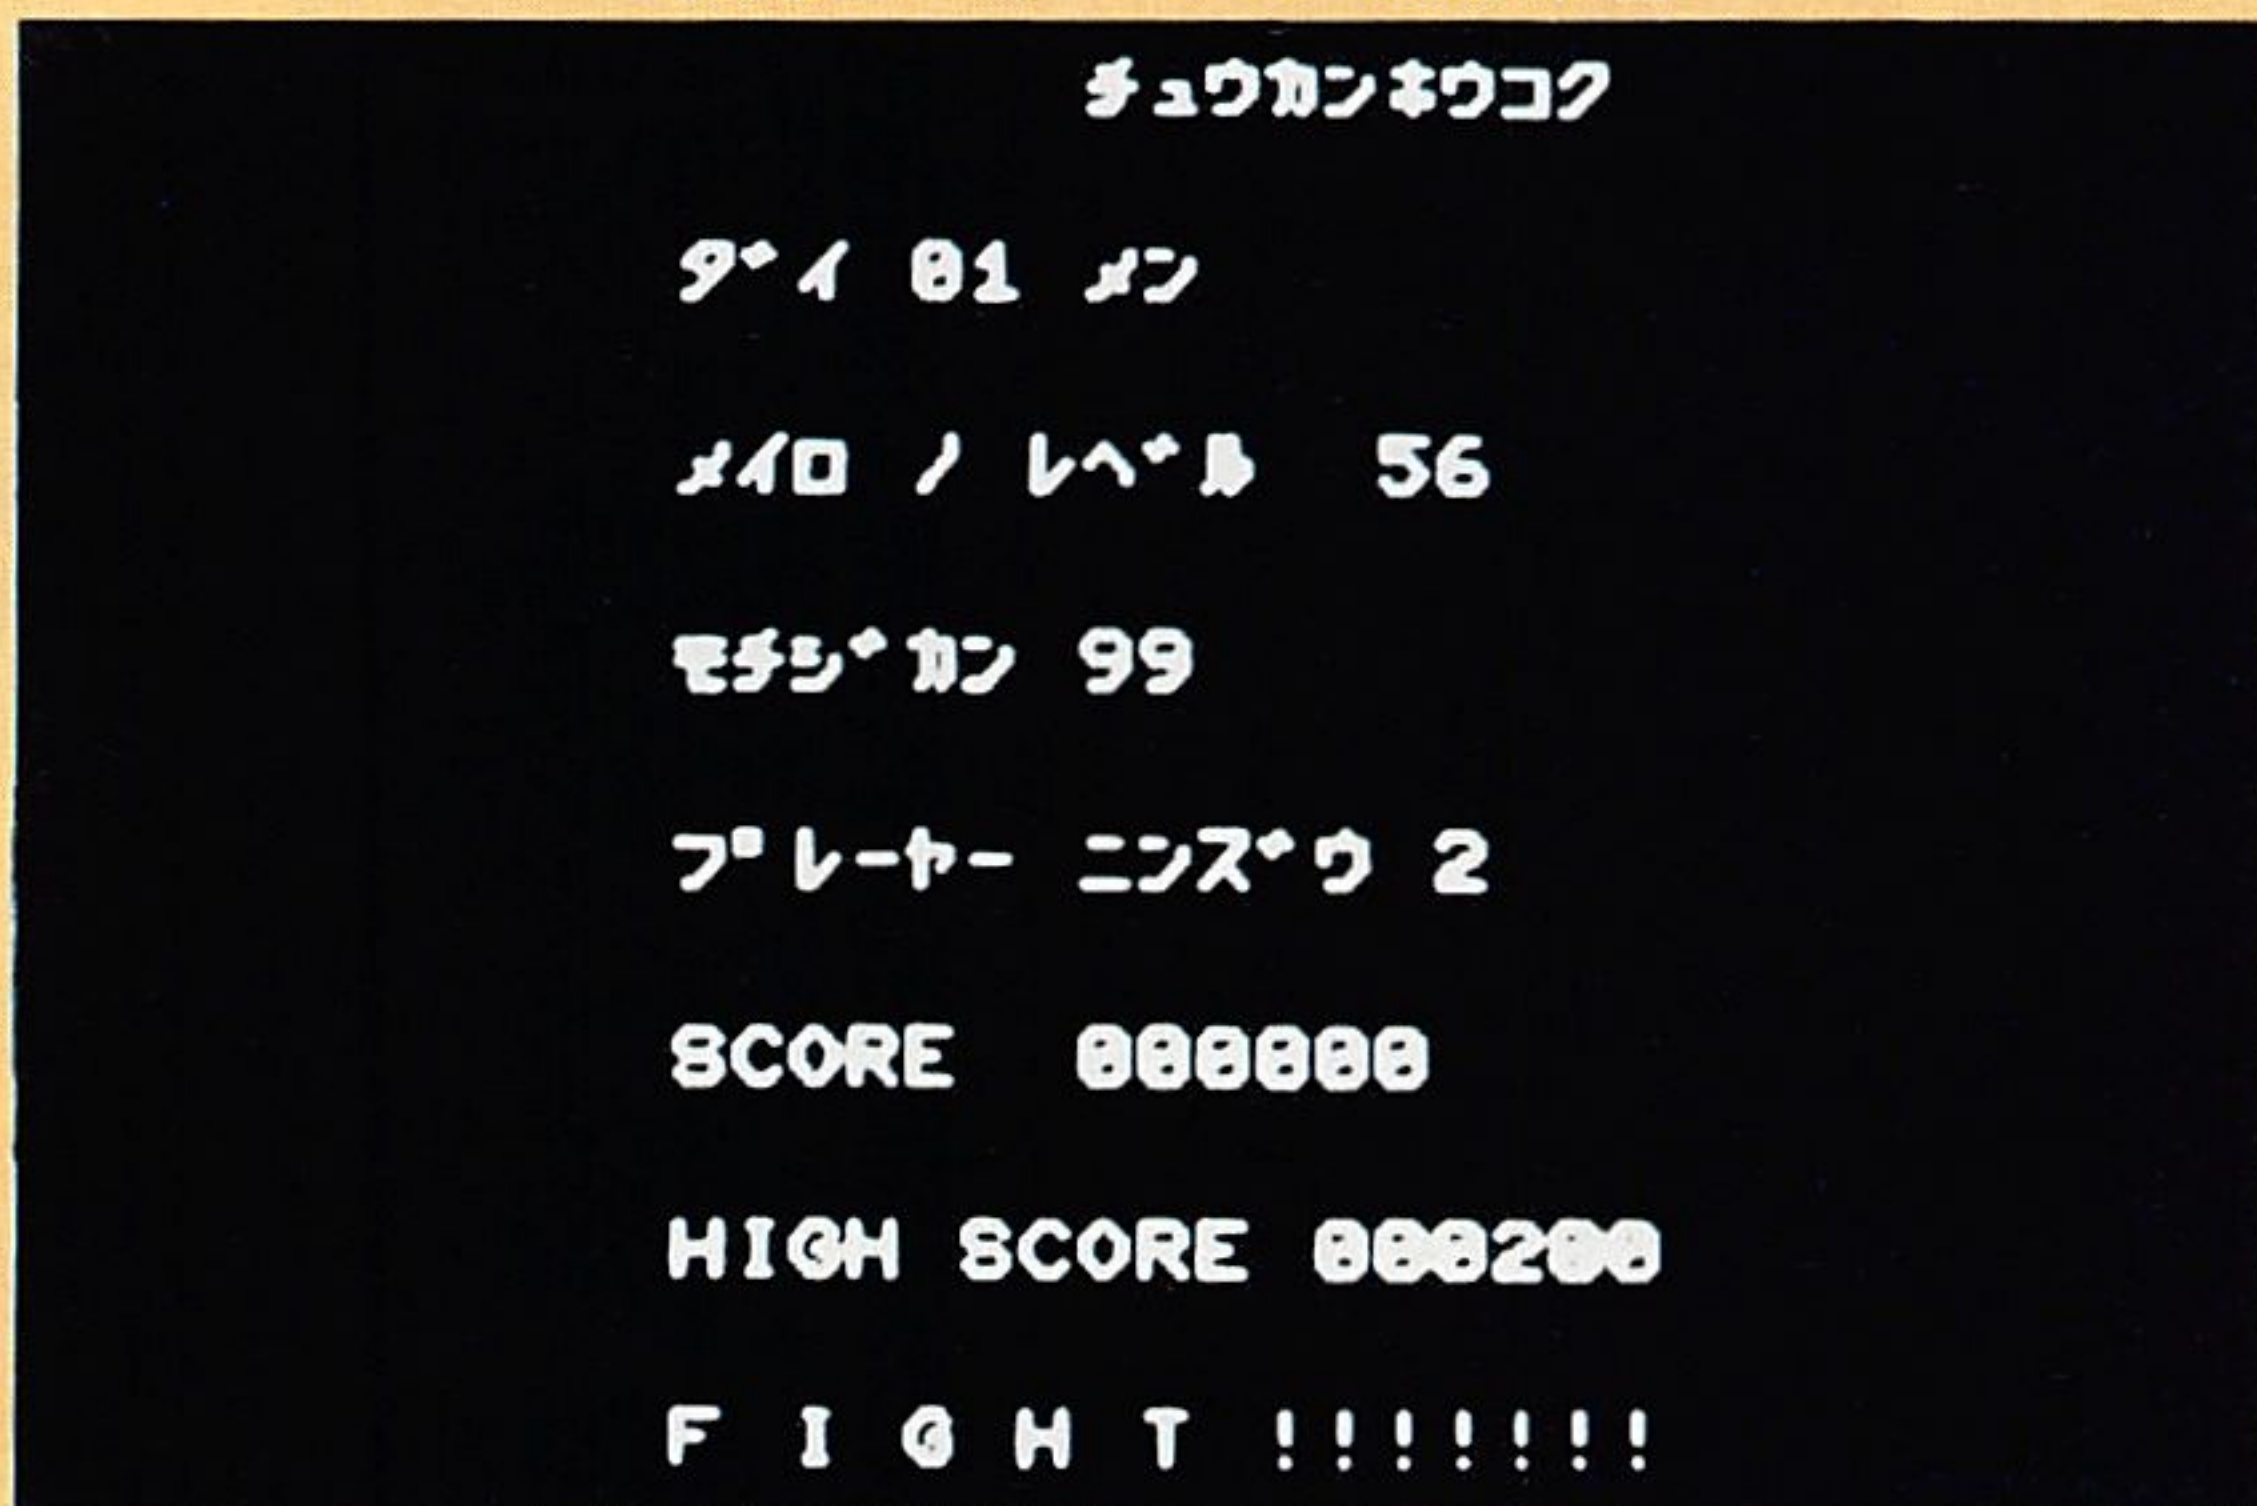 チュウカンホウコク
ダイ 01 メン
メイロ ノ レベル 56
モチジカン 99
プレーヤー ニンズウ 2
SCORE 000000
HIGH SCORE 000200
F I G H T !!!!!!!